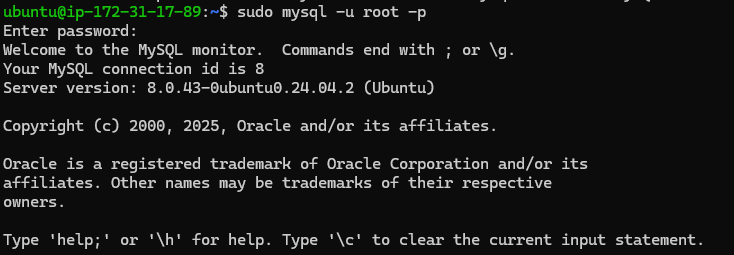 ubuntu@ip-172-31-17-89:~$ sudo mysql -u root -p
Enter password:
Welcome to the MySQL monitor.  Commands end with ; or \g.
Your MySQL connection id is 8
Server version: 8.0.43-0ubuntu0.24.04.2 (Ubuntu)

Copyright (c) 2000, 2025, Oracle and/or its affiliates.

Oracle is a registered trademark of Oracle Corporation and/or its
affiliates. Other names may be trademarks of their respective
owners.

Type 'help;' or '\h' for help. Type '\c' to clear the current input statement.